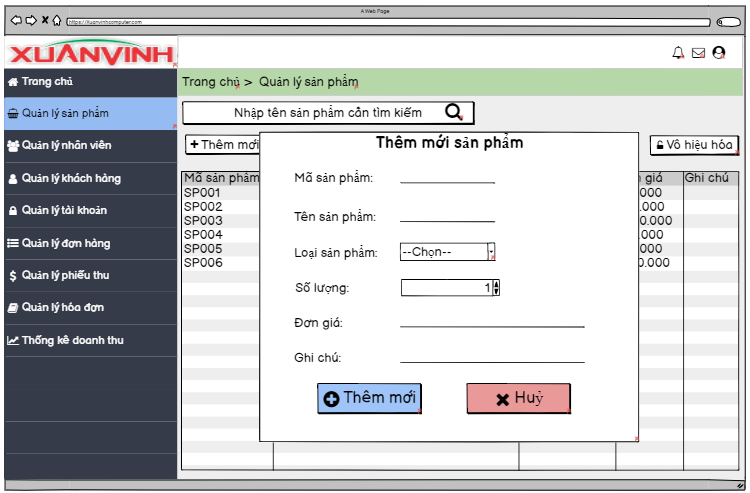 A Web Page
https://Xuanvinhcomputer.com
XUÂNVINH
Trang chủ
Quản lý sản phẩm
Quản lý nhân viên
Quản lý khách hàng
Quản lý tài khoản
Quản lý đơn hàng
Quản lý phiếu thu
Quản lý hóa đơn
Thống kê doanh thu
Trang chủ > Quản lý sản phẩm
Nhập tên sản phẩm cần tìm kiếm
+ Thêm mới
Vô hiệu hóa
Mã sản phẩm
giá
Ghi chú
SP001
000
SP002
.000
SP003
0.000
SP004
000
SP005
000
SP006
0.000
Thêm mới sản phẩm
Mã sản phẩm:
Tên sản phẩm:
Loại sản phẩm:
--Chọn--
Số lượng:
1
Đơn giá:
Ghi chú:
Thêm mới
Huỷ